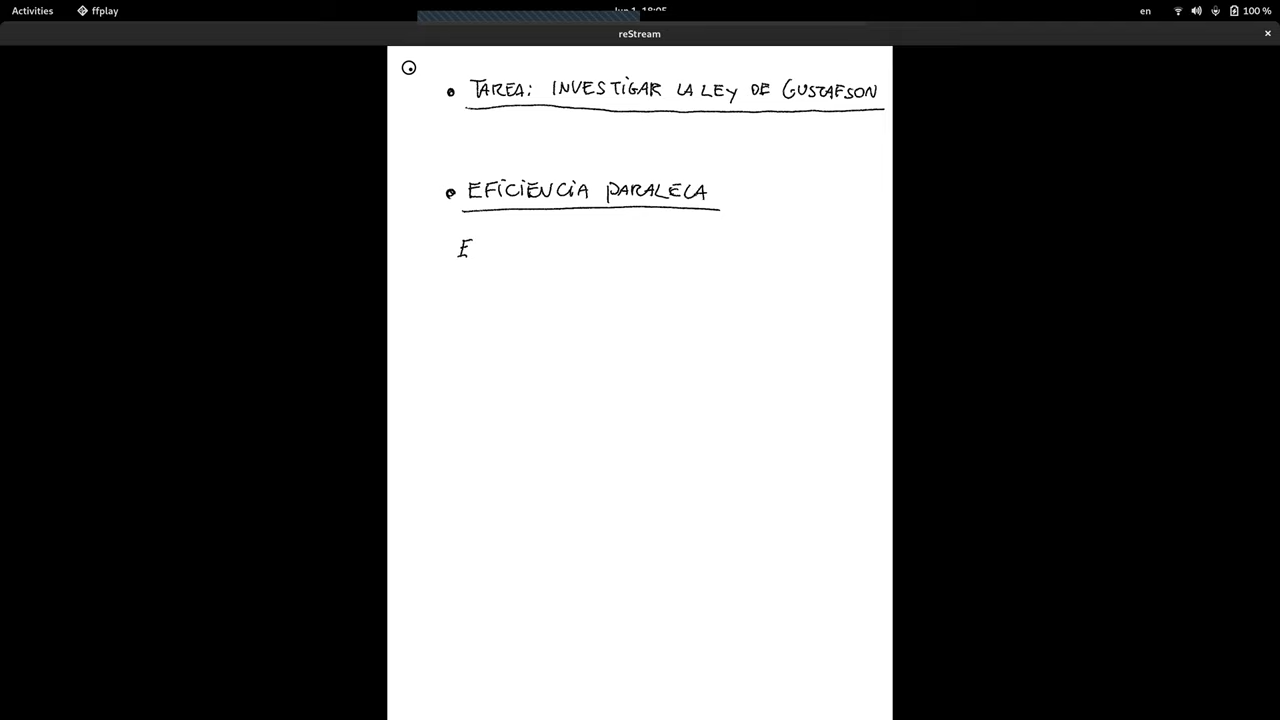 Activities ffplay en 100 %
reStream
• TAREA: INVESTIGAR LA LEY DE GUSTAFSON
• EFICIENCIA PARALELA
E